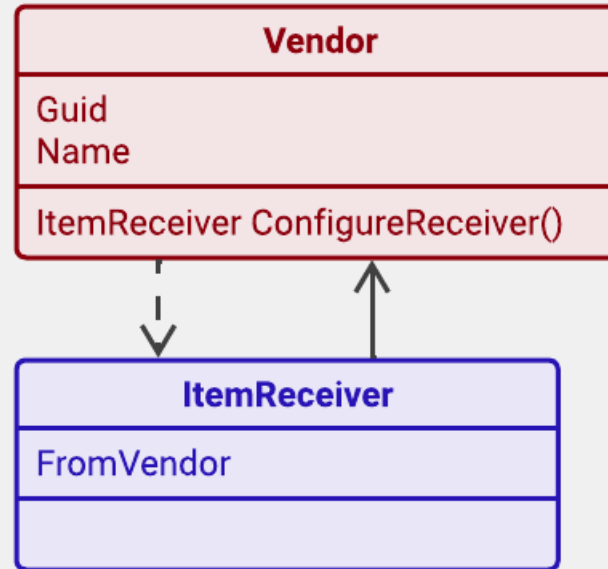 Vendor
Guid
Name
ItemReceiver ConfigureReceiver()
ItemReceiver
FromVendor